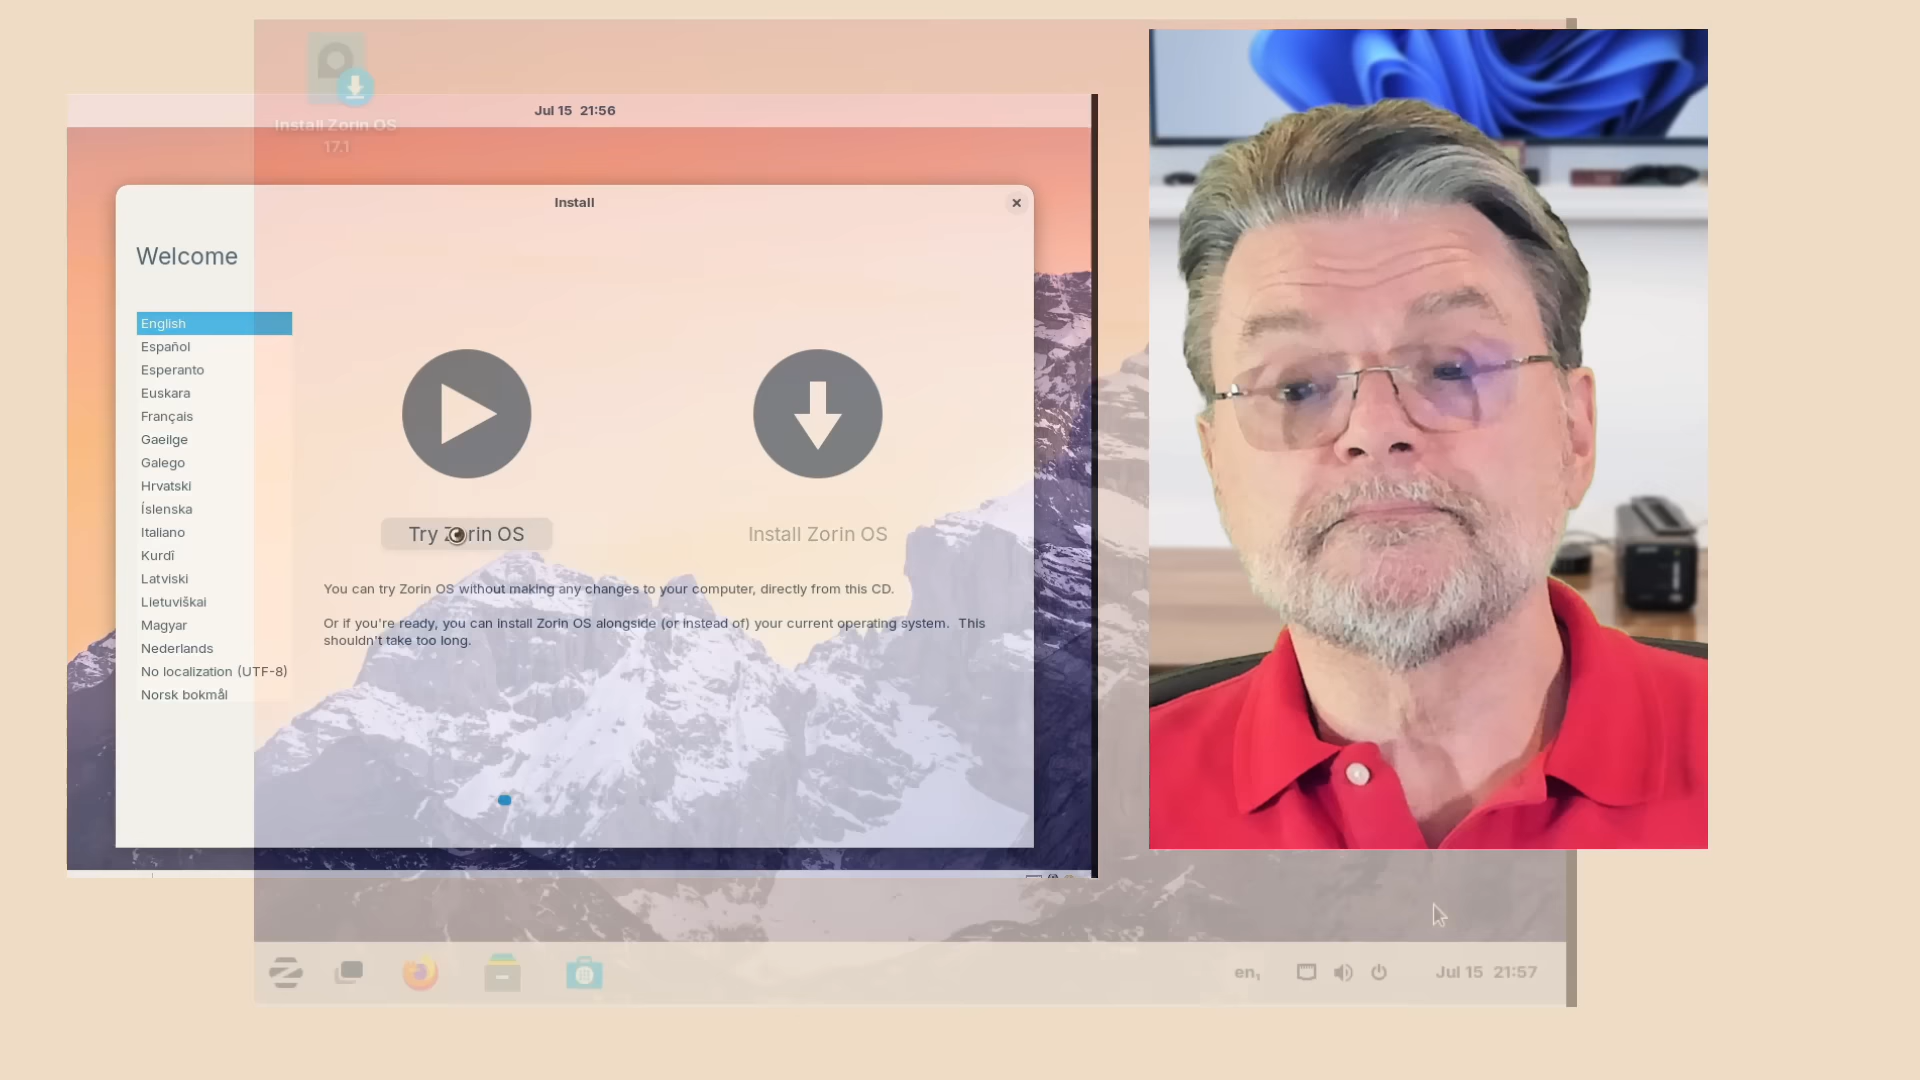 Install Zorin OS
17.1
Jul 15 21:56
Install
Welcome
English
Español
Esperanto
Euskara
Français
Gaeilge
Galego
Hrvatski
Íslenska
Italiano
Kurdî
Latviski
Lietuviškai
Magyar
Nederlands
No localization (UTF-8)
Norsk bokmål
Try Zorin OS
Install Zorin OS
You can try Zorin OS without making any changes to your computer, directly from this CD.
Or if you're ready, you can install Zorin OS alongside (or instead of) your current operating system. This
shouldn't take too long.
en₁
Jul 15 21:57